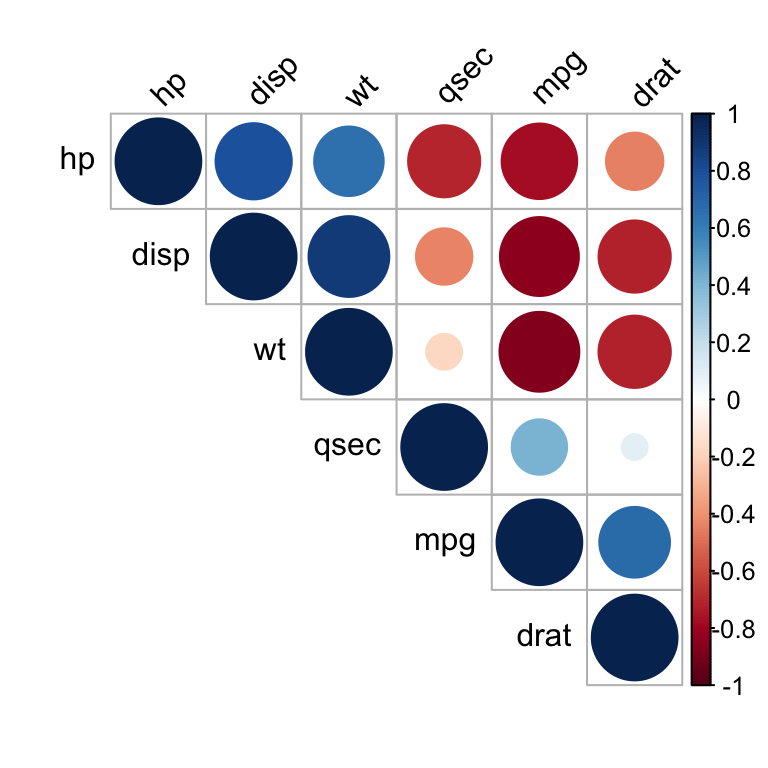 hp disp wt qsec mpg drat
hp
disp
wt
qsec
mpg
drat
1
0.8
0.6
0.4
0.2
0
-0.2
-0.4
-0.6
-0.8
-1